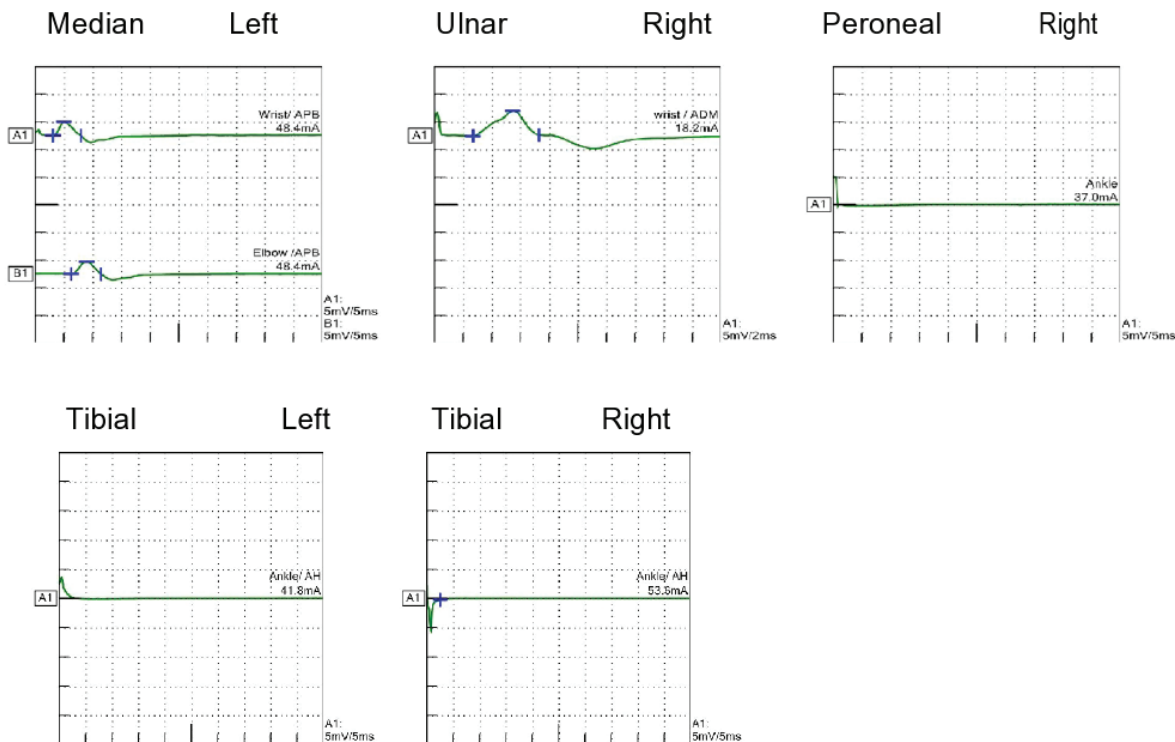 Median Left
Ulnar Right
Peroneal Right
Wrist/ APB
48.4mA
A1
Elbow /APB
48.4mA
B1
A1:
5mV/5ms
B1:
5mV/5ms
wrist / ADM
18.2mA
A1
A1:
5mV/2ms
Ankle
37.0mA
A1
A1:
5mV/5ms
Tibial Left
Tibial Right
Ankle/ AH
41.8mA
A1
A1:
5mV/5ms
Ankle/ AH
53.6mA
A1
A1:
5mV/5ms